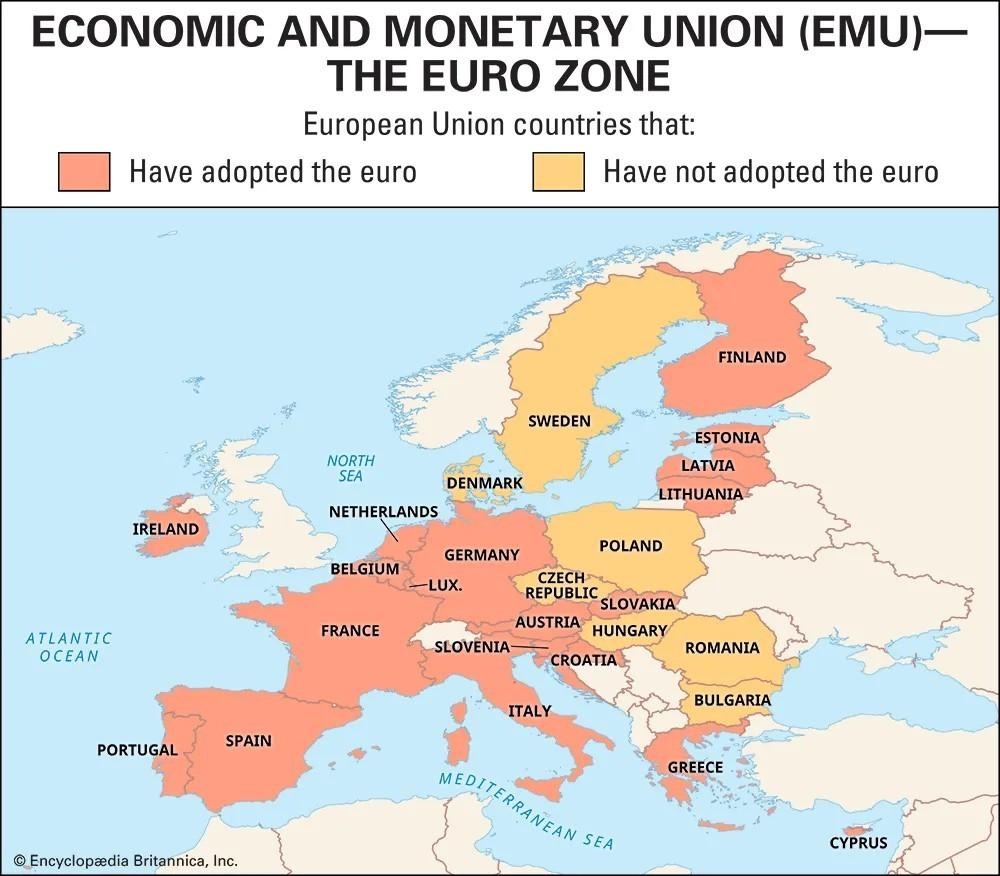 ECONOMIC AND MONETARY UNION (EMU)—
THE EURO ZONE
European Union countries that:
Have adopted the euro
Have not adopted the euro
FINLAND
SWEDEN
ESTONIA
LATVIA
LITHUANIA
NORTH
SEA
DENMARK
NETHERLANDS
IRELAND
GERMANY
POLAND
BELGIUM
LUX.
CZECH
REPUBLIC
SLOVAKIA
AUSTRIA
FRANCE
HUNGARY
ATLANTIC
OCEAN
SLOVENIA
ROMANIA
CROATIA
BULGARIA
ITALY
PORTUGAL
SPAIN
GREECE
MEDITERRANEAN SEA
CYPRUS
© Encyclopædia Britannica, Inc.